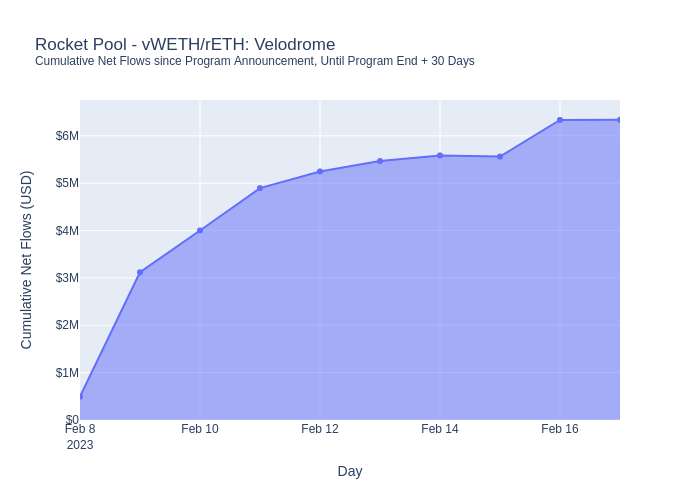 Rocket Pool - vWETH/rETH: Velodrome
Cumulative Net Flows since Program Announcement, Until Program End + 30 Days
Cumulative Net Flows (USD)
$6M
$5M
$4M
$3M
$2M
$1M
$0
Feb 8 Feb 10 Feb 12 Feb 14 Feb 16
2023
Day